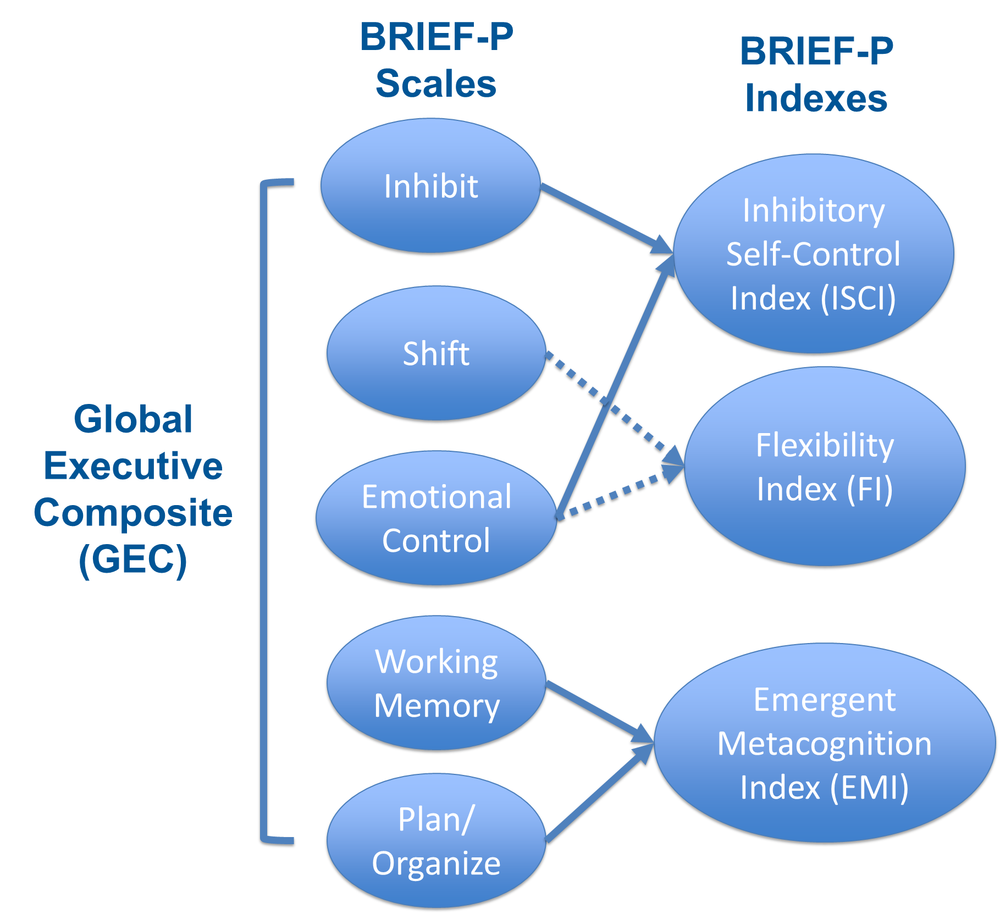 BRIEF-P
Scales
BRIEF-P
Indexes
Global
Executive
Composite
(GEC)
Inhibit
Shift
Emotional
Control
Working
Memory
Plan/
Organize
Inhibitory
Self-Control
Index (ISCI)
Flexibility
Index (FI)
Emergent
Metacognition
Index (EMI)